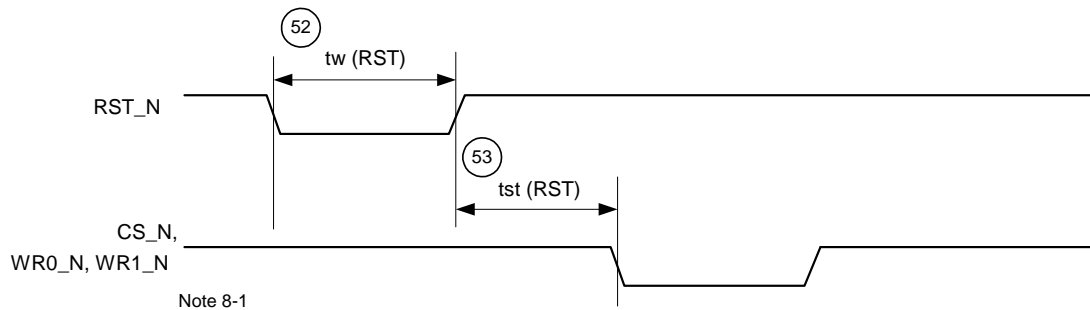 52
tw (RST)
RST_N
53
tst (RST)
CS_N,
WR0_N, WR1_N
Note 8-1